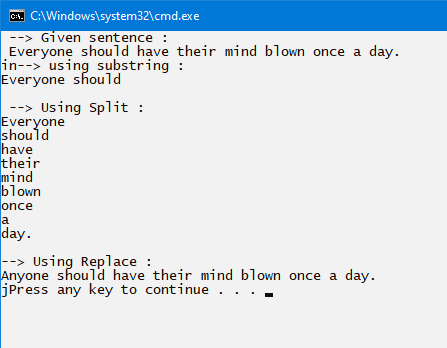 C:\Windows\system32\cmd.exe
--> Given sentence :
Everyone should have their mind blown once a day.
in--> using substring :
Everyone should
--> Using Split :
Everyone
should
have
their
mind
blown
once
a
day.
--> Using Replace :
Anyone should have their mind blown once a day.
jPress any key to continue . . .